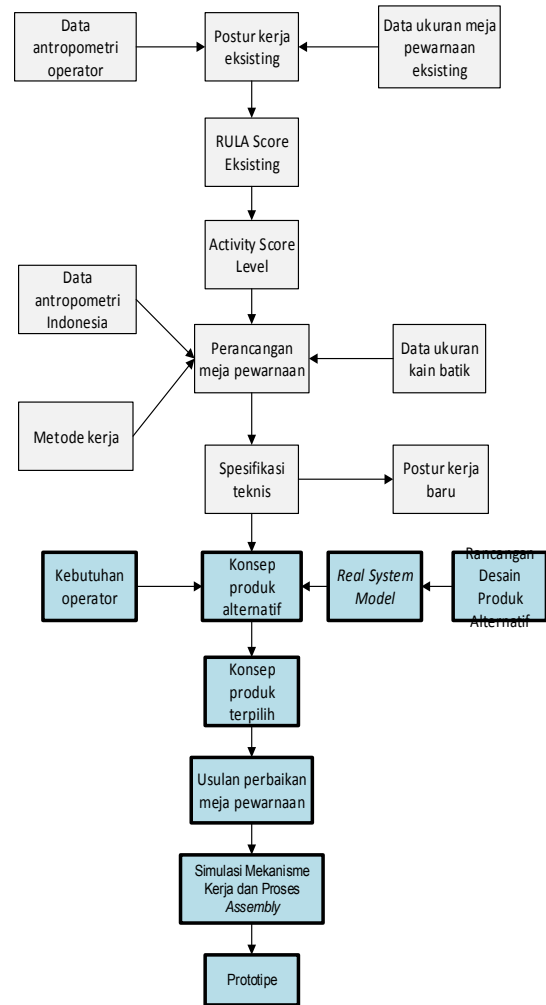 Data
antropometri
operator
Postur kerja
eksisting
Data ukuran meja
pewarnaan
eksisting
RULA Score
Eksisting
Activity Score
Level
Data
antropometri
Indonesia
Perancangan
meja pewarnaan
Data ukuran
kain batik
Metode kerja
Spesifikasi
teknis
Postur kerja
baru
Kebutuhan
operator
Konsep
produk
alternatif
Real System
Model
Rancangan
Desain
Produk
Alternatif
Konsep
produk
terpilih
Usulan perbaikan
meja pewarnaan
Simulasi Mekanisme
Kerja dan Proses
Assembly
Prototipe